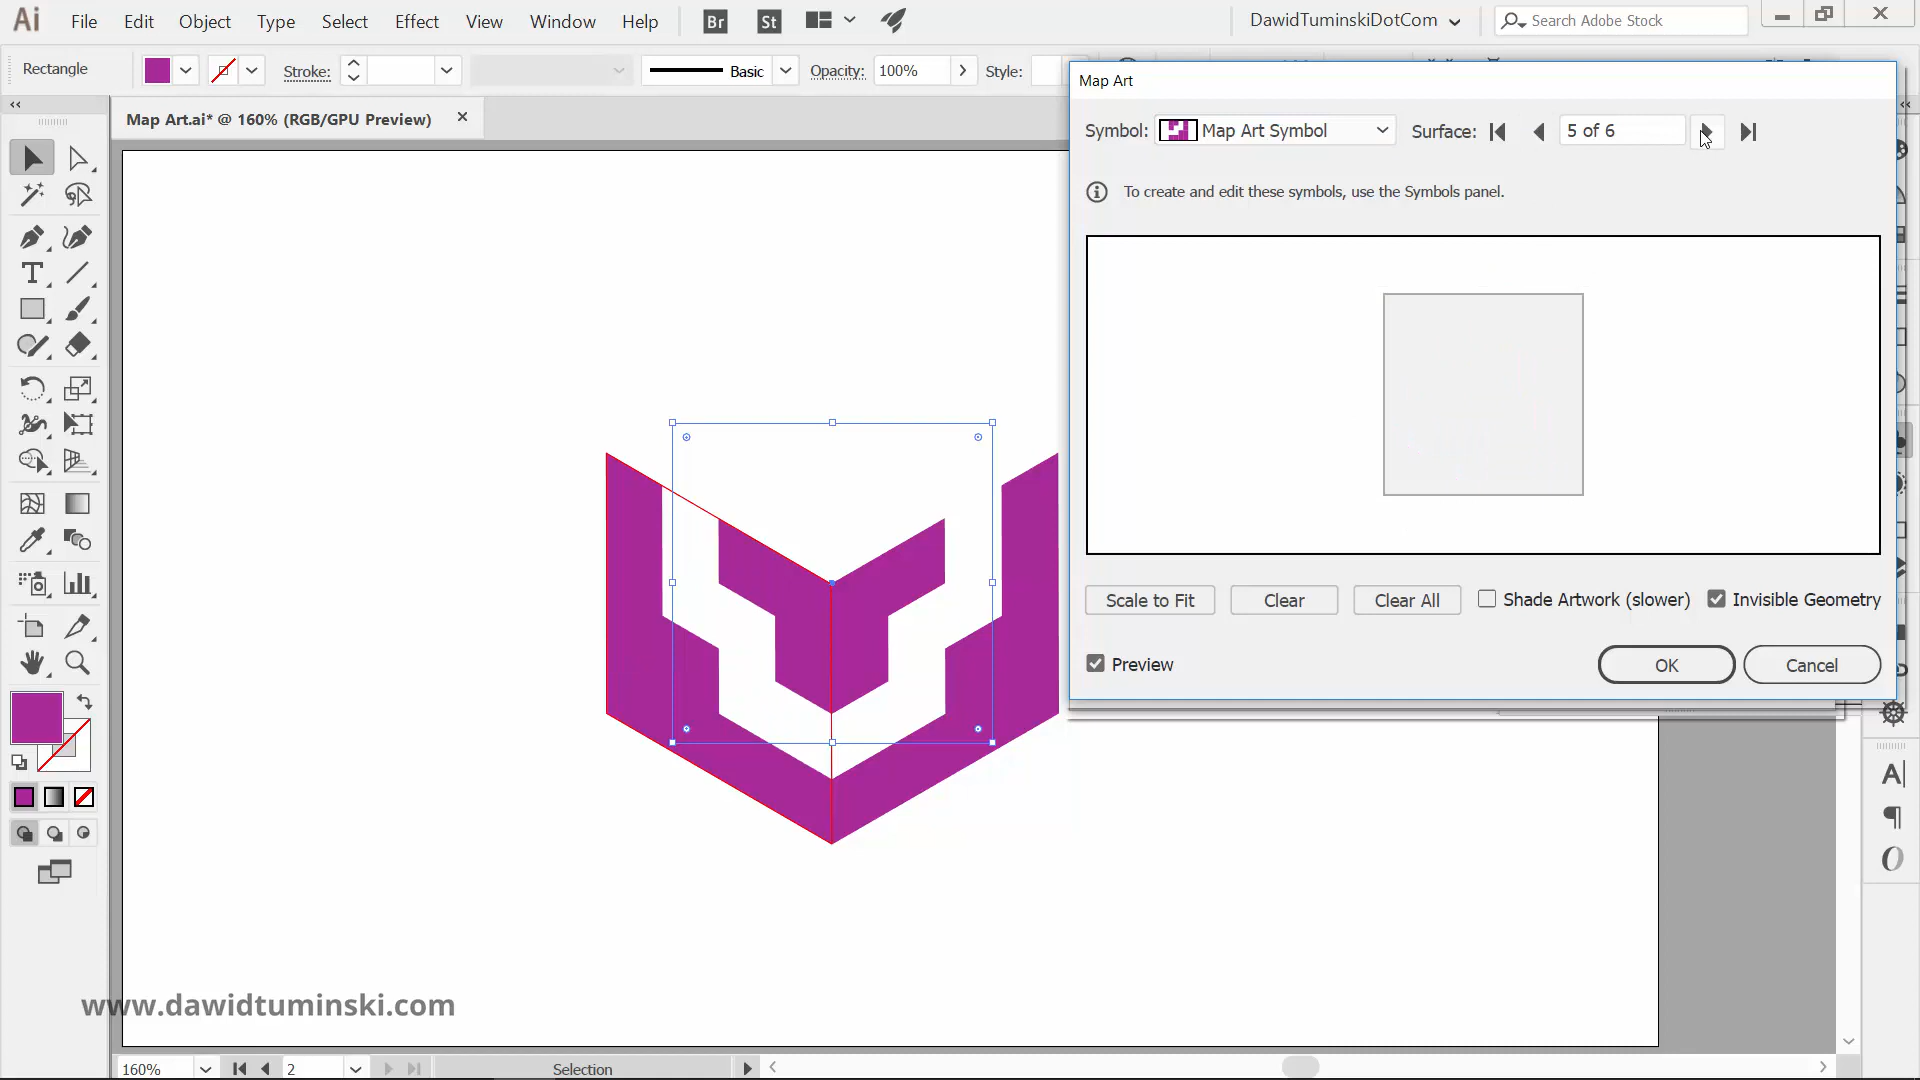 Ai File Edit Object Type Select Effect View Window Help Br St DawidTuminskiDotCom Search Adobe Stock
Rectangle Stroke: Basic Opacity: 100% Style:
Map Art.ai* @ 160% (RGB/GPU Preview)
Map Art
Symbol: Map Art Symbol Surface: 5 of 6
To create and edit these symbols, use the Symbols panel.
Scale to Fit Clear Clear All Shade Artwork (slower) Invisible Geometry
Preview OK Cancel
www.dawidtuminski.com
160% 2 Selection